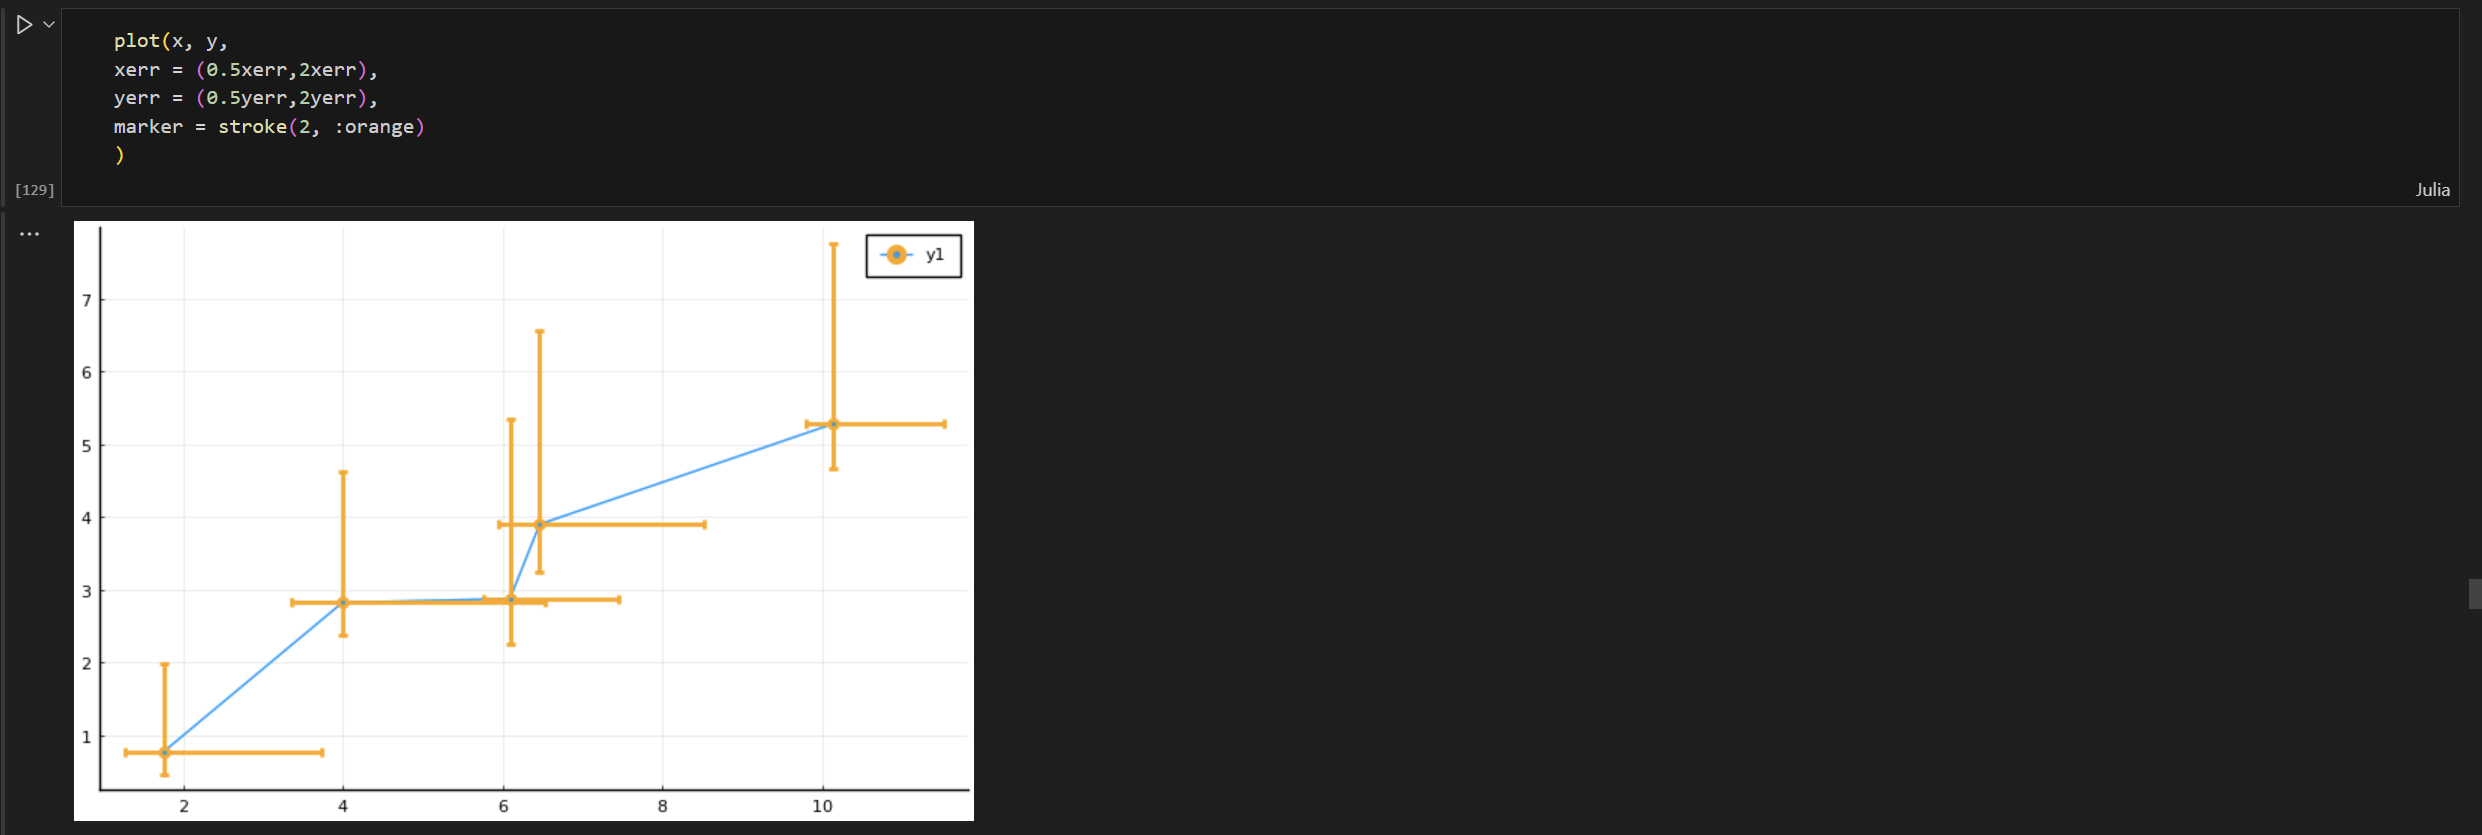 plot(x, y,
xerr = (0.5xerr,2xerr),
yerr = (0.5yerr,2yerr),
marker = stroke(2, :orange)
)
[129]
Julia
...
y1
7
6
5
4
3
2
1
2 4 6 8 10